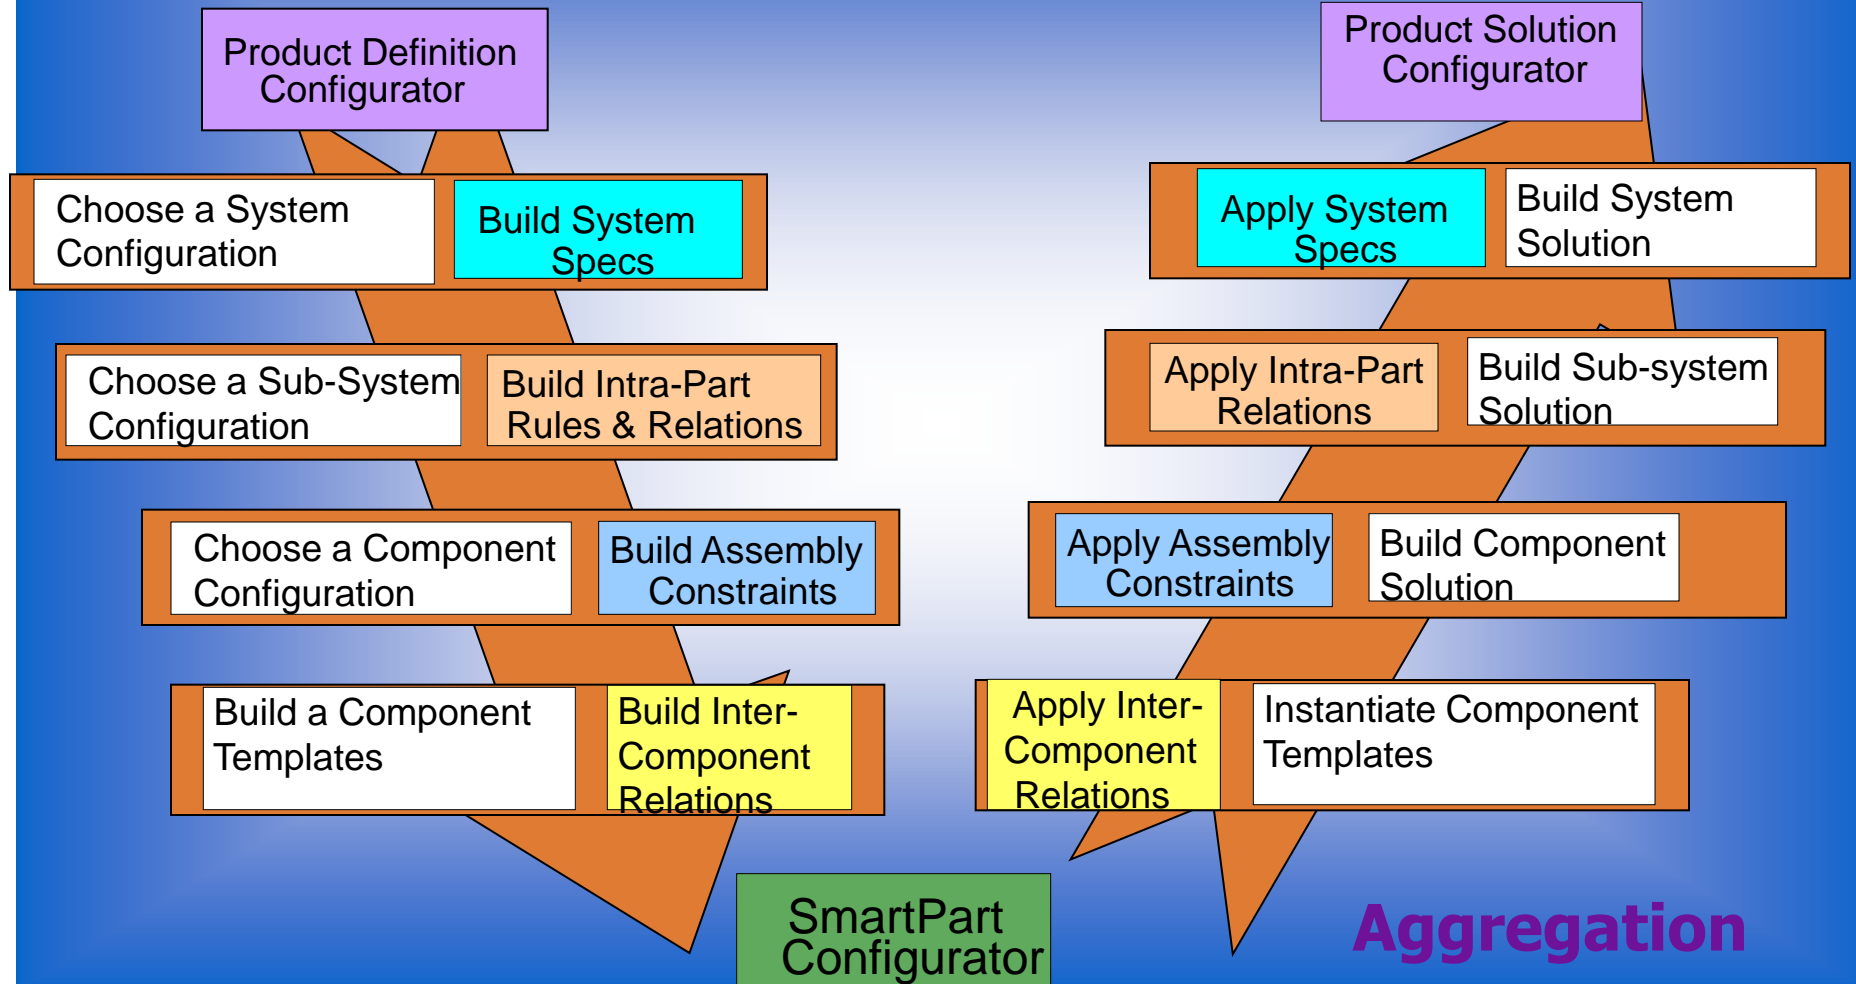 Product Definition
Configurator
Choose a System
Configuration
Build System
Specs
Choose a Sub-System
Configuration
Build Intra-Part
Rules & Relations
Choose a Component
Configuration
Build Assembly
Constraints
Build a Component
Templates
Build Inter-
Component
Relations
SmartPart
Configurator
Product Solution
Configurator
Apply System
Specs
Build System
Solution
Apply Intra-Part
Relations
Build Sub-system
Solution
Apply Assembly
Constraints
Build Component
Solution
Apply Inter-
Component
Relations
Instantiate Component
Templates
Aggregation